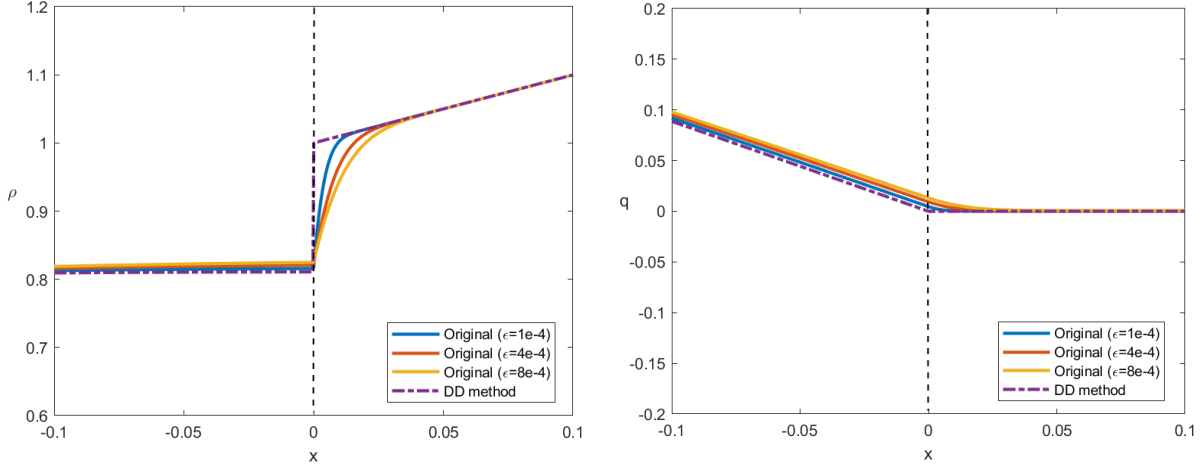 1.2
1.1
1
0.9
0.8
0.7
0.6
ρ
-0.1
-0.05
0
0.05
0.1
x
Original (ϵ=1e-4)
Original (ϵ=4e-4)
Original (ϵ=8e-4)
DD method
0.2
0.15
0.1
0.05
0
-0.05
-0.1
-0.15
-0.2
q
-0.1
-0.05
0
0.05
0.1
x
Original (ϵ=1e-4)
Original (ϵ=4e-4)
Original (ϵ=8e-4)
DD method